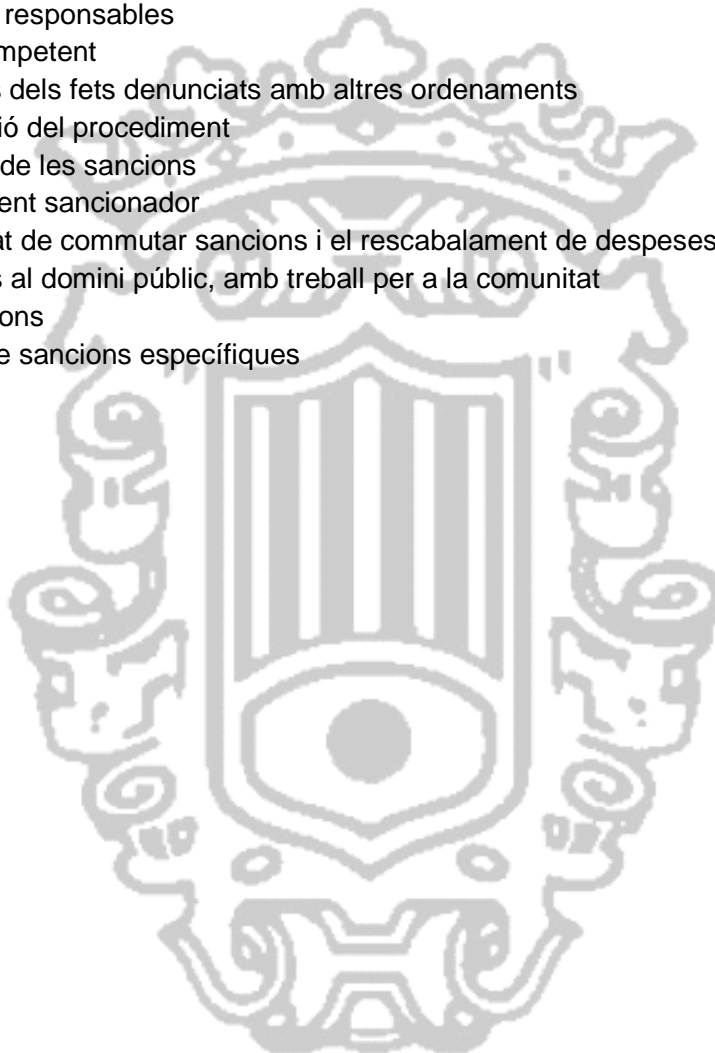 responsables
mpetent
s dels fets denunciats amb altres ordenaments
ió del procediment
de les sancions
ent sancionador
at de commutar sancions i el rescabalament de despeses
s al domini públic, amb treball per a la comunitat
ons
e sancions específiques